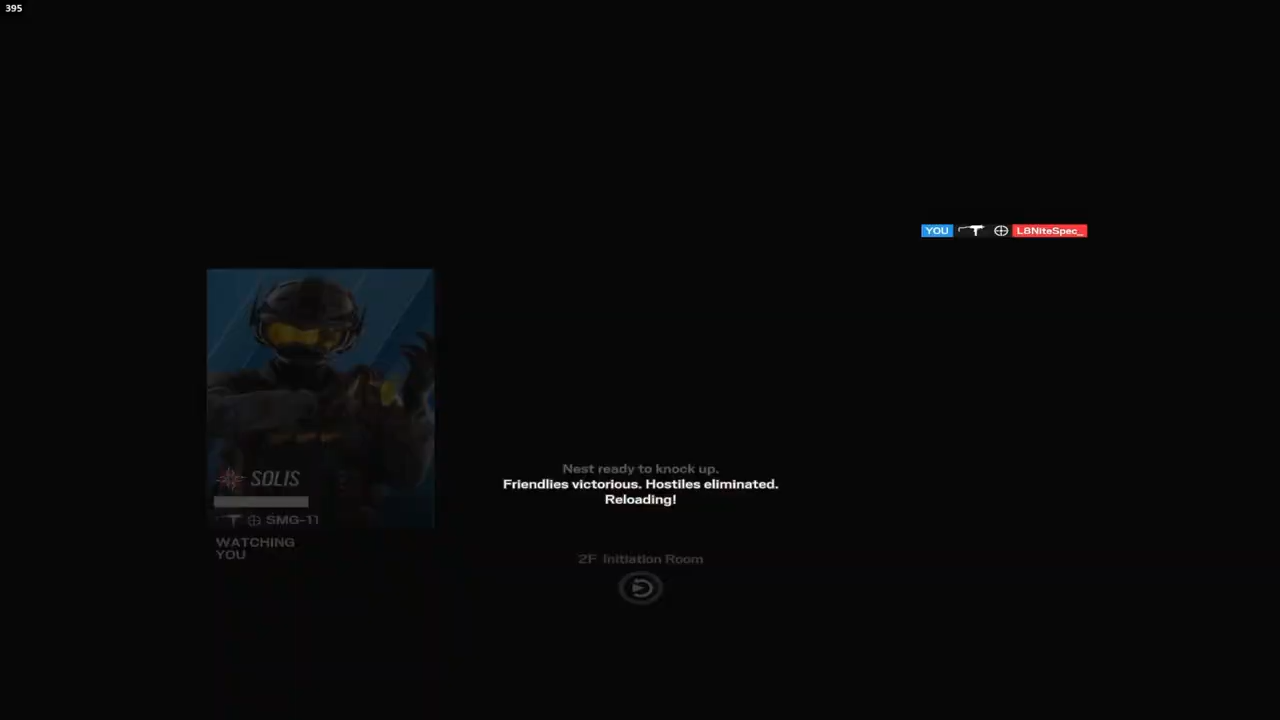 395
YOU L8NiteSpec_
SOLIS
SMG-11
WATCHING
YOU
Nest ready to knock up.
Friendlies victorious. Hostiles eliminated.
Reloading!
2F Initiation Room